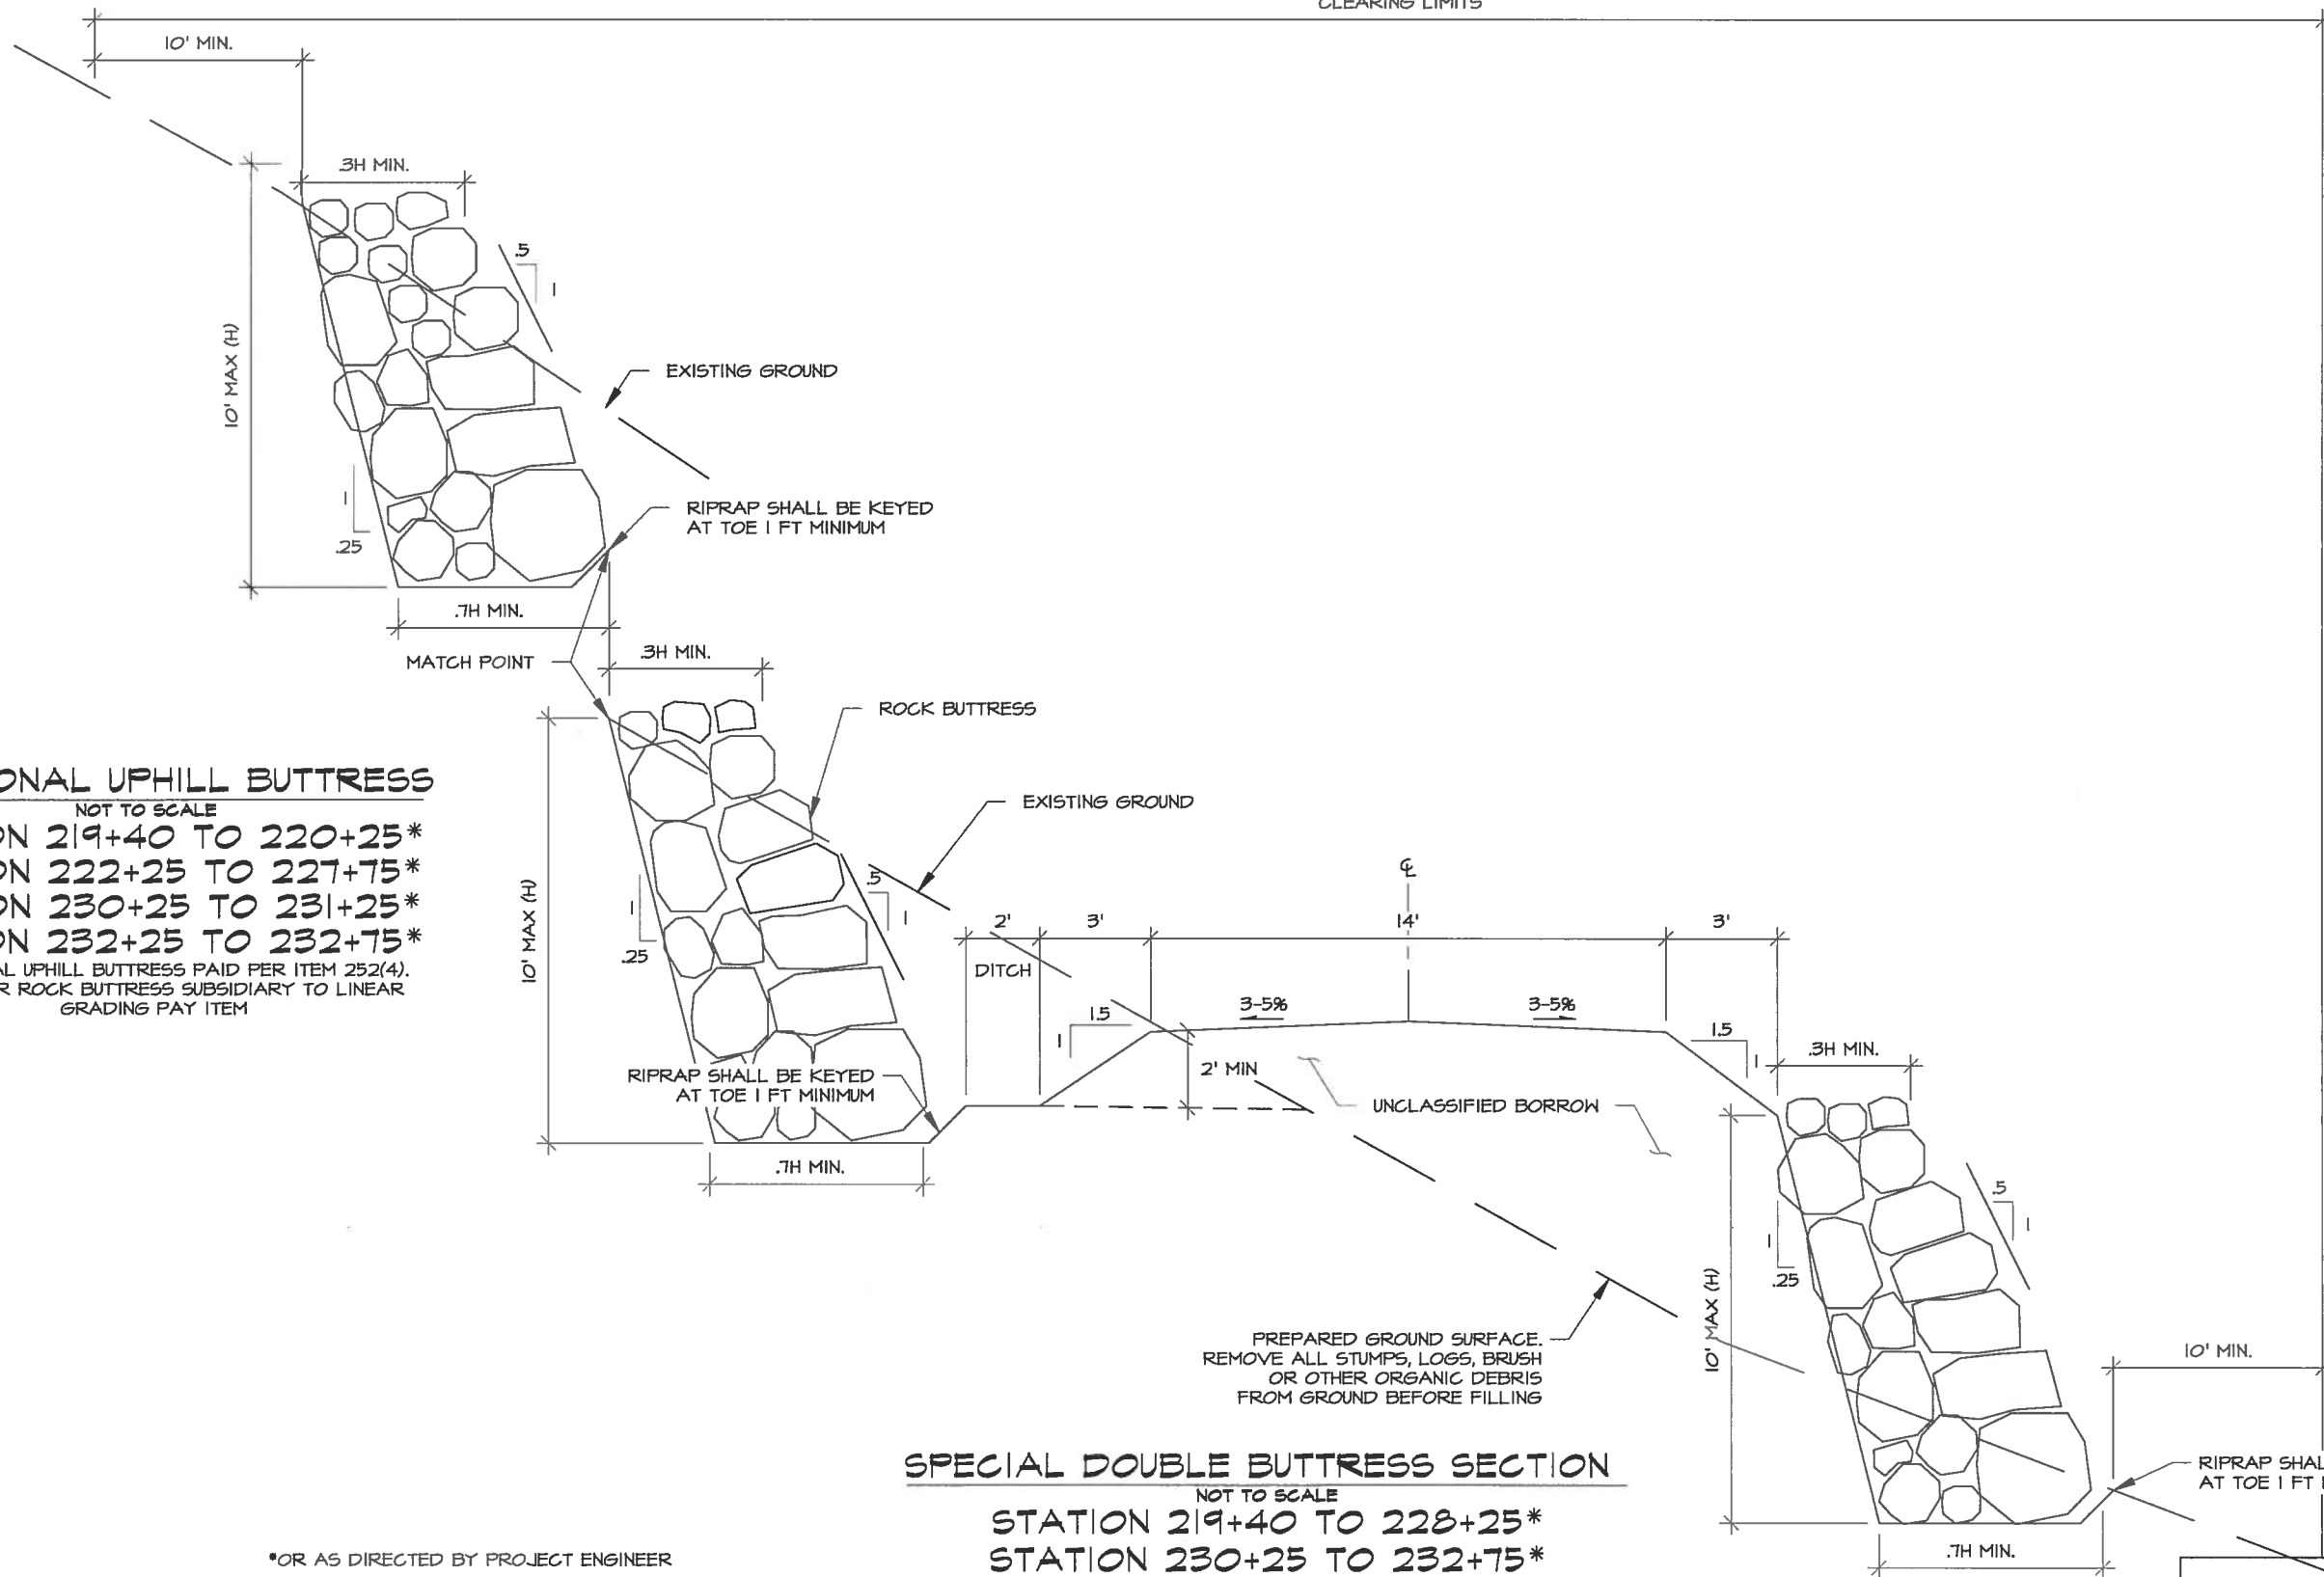 CLEARING LIMITS
10' MIN.
.3H MIN.
.5
1
10' MAX (H)
EXISTING GROUND
RIPRAP SHALL BE KEYED
AT TOE 1 FT MINIMUM
1
.25
.7H MIN.
MATCH POINT
.3H MIN.
ROCK BUTTRESS
ONAL UPHILL BUTTRESS
NOT TO SCALE
ON 219+40 TO 220+25*
ON 222+25 TO 227+75*
ON 230+25 TO 231+25*
ON 232+25 TO 232+75*
AL UPHILL BUTTRESS PAID PER ITEM 252(4).
R ROCK BUTTRESS SUBSIDIARY TO LINEAR
GRADING PAY ITEM
EXISTING GROUND
10' MAX (H)
.5
1
1
.25
℄
2'
3'
14'
3'
DITCH
1.5
1
3-5%
3-5%
1.5
1
2' MIN
.3H MIN.
RIPRAP SHALL BE KEYED
AT TOE 1 FT MINIMUM
UNCLASSIFIED BORROW
.7H MIN.
.5
1
1
.25
10' MAX (H)
PREPARED GROUND SURFACE.
REMOVE ALL STUMPS, LOGS, BRUSH
OR OTHER ORGANIC DEBRIS
FROM GROUND BEFORE FILLING
10' MIN.
RIPRAP SHAL
AT TOE 1 FT
.7H MIN.
SPECIAL DOUBLE BUTTRESS SECTION
NOT TO SCALE
STATION 219+40 TO 228+25*
STATION 230+25 TO 232+75*
*OR AS DIRECTED BY PROJECT ENGINEER